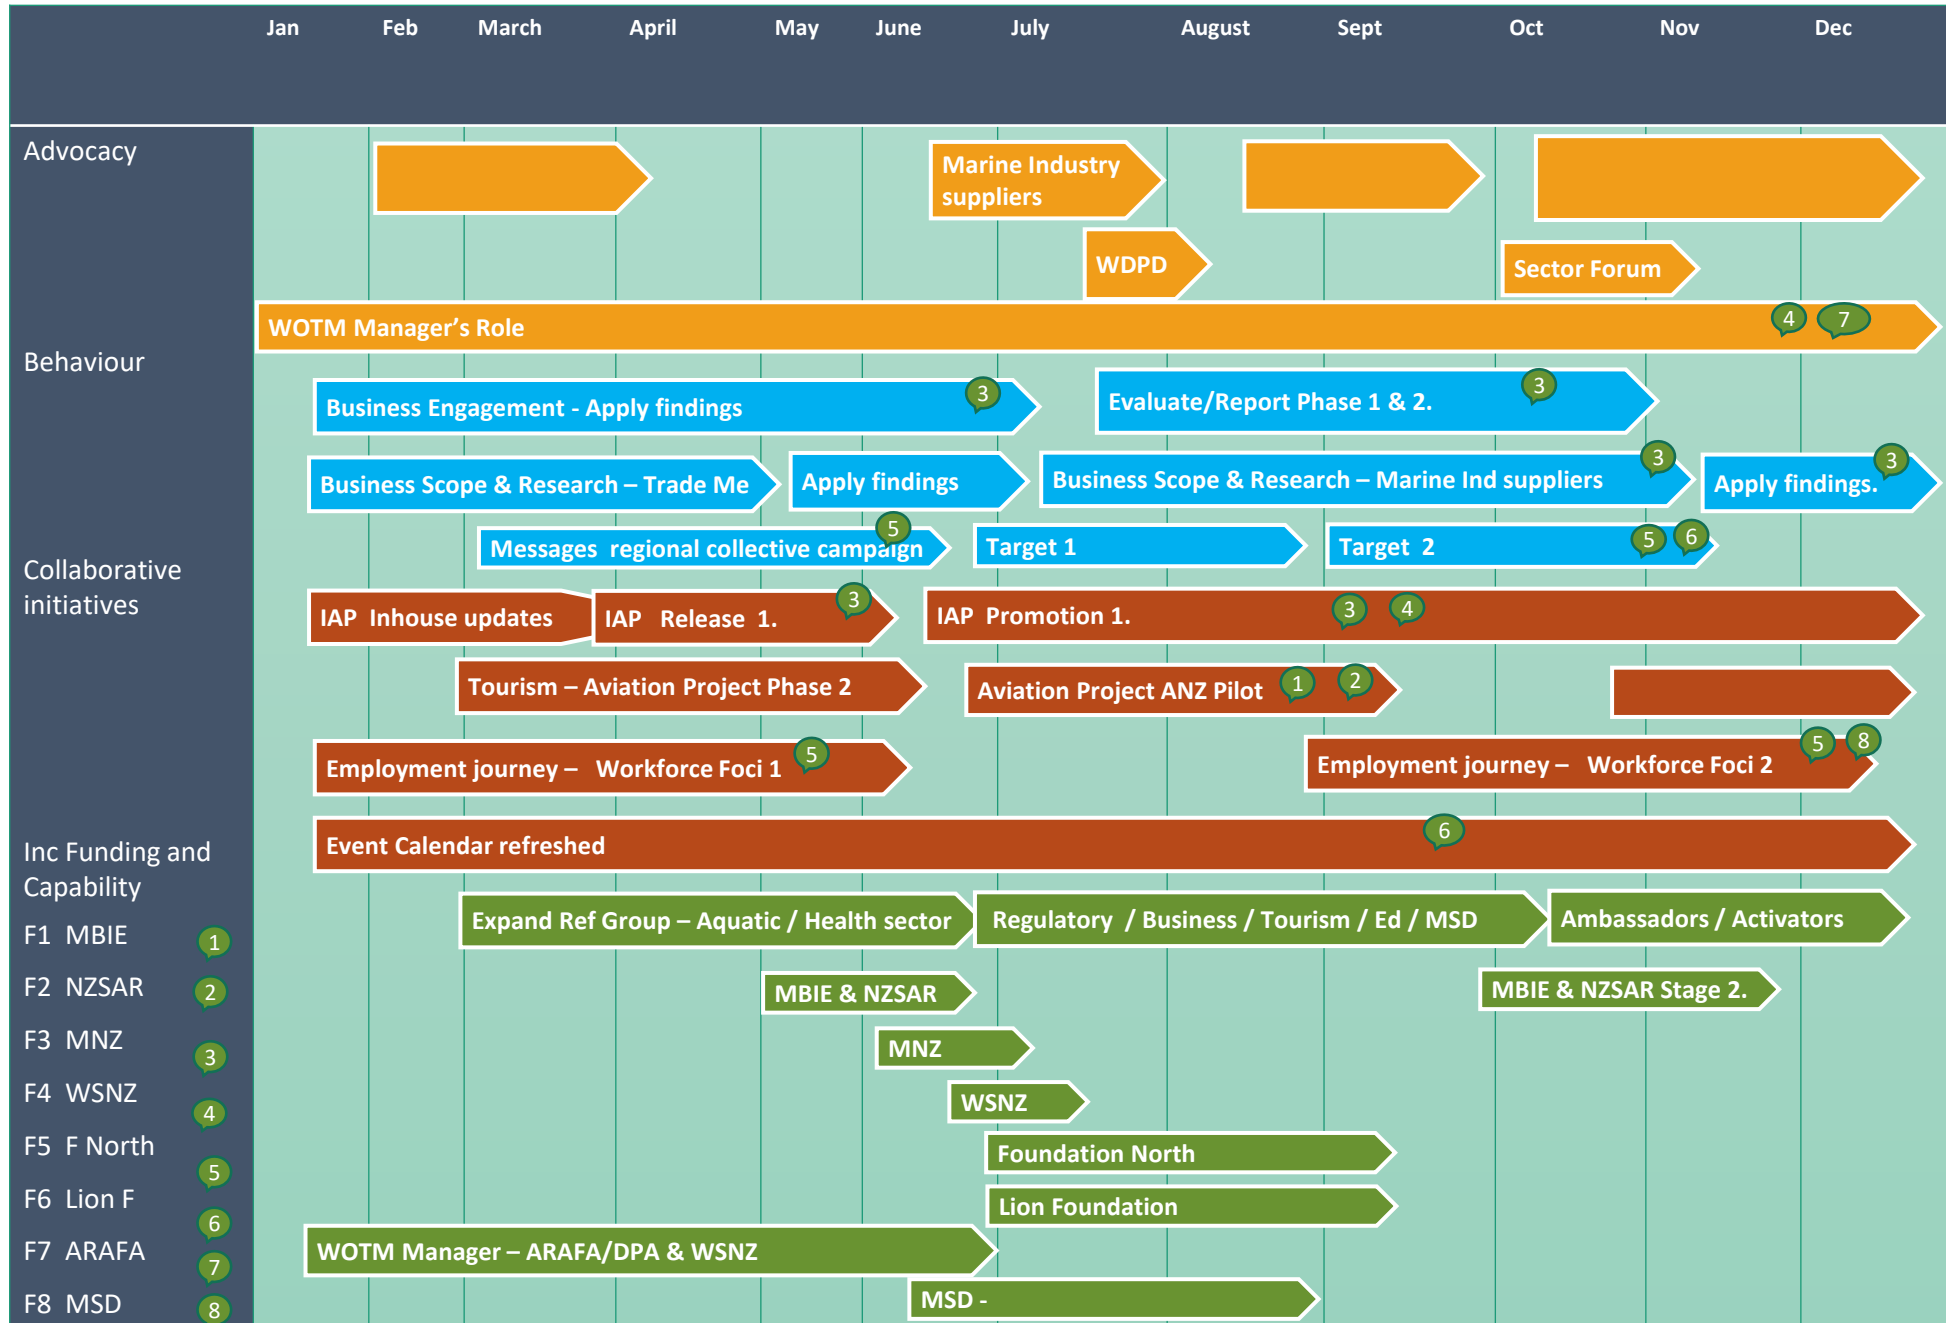 Jan Feb March April May June July August Sept Oct Nov Dec
Advocacy
Marine Industry
suppliers
WDPD
Sector Forum
WOTM Manager’s Role
4
7
Behaviour
Business Engagement - Apply findings
3
Evaluate/Report Phase 1 & 2.
3
Business Scope & Research – Trade Me
Apply findings
Business Scope & Research – Marine Ind suppliers
3
Apply findings.
3
Messages regional collective campaign
5
Target 1
Target 2
5
6
Collaborative
initiatives
IAP Inhouse updates
IAP Release 1.
3
IAP Promotion 1.
3
4
Tourism – Aviation Project Phase 2
Aviation Project ANZ Pilot
1
2
Employment journey – Workforce Foci 1
5
Employment journey – Workforce Foci 2
5
8
Event Calendar refreshed
6
Inc Funding and
Capability
Expand Ref Group – Aquatic / Health sector
Regulatory / Business / Tourism / Ed / MSD
Ambassadors / Activators
F1 MBIE
1
F2 NZSAR
2
MBIE & NZSAR
MBIE & NZSAR Stage 2.
F3 MNZ
3
MNZ
F4 WSNZ
4
WSNZ
F5 F North
5
Foundation North
F6 Lion F
6
Lion Foundation
F7 ARAFA
7
WOTM Manager – ARAFA/DPA & WSNZ
F8 MSD
8
MSD -